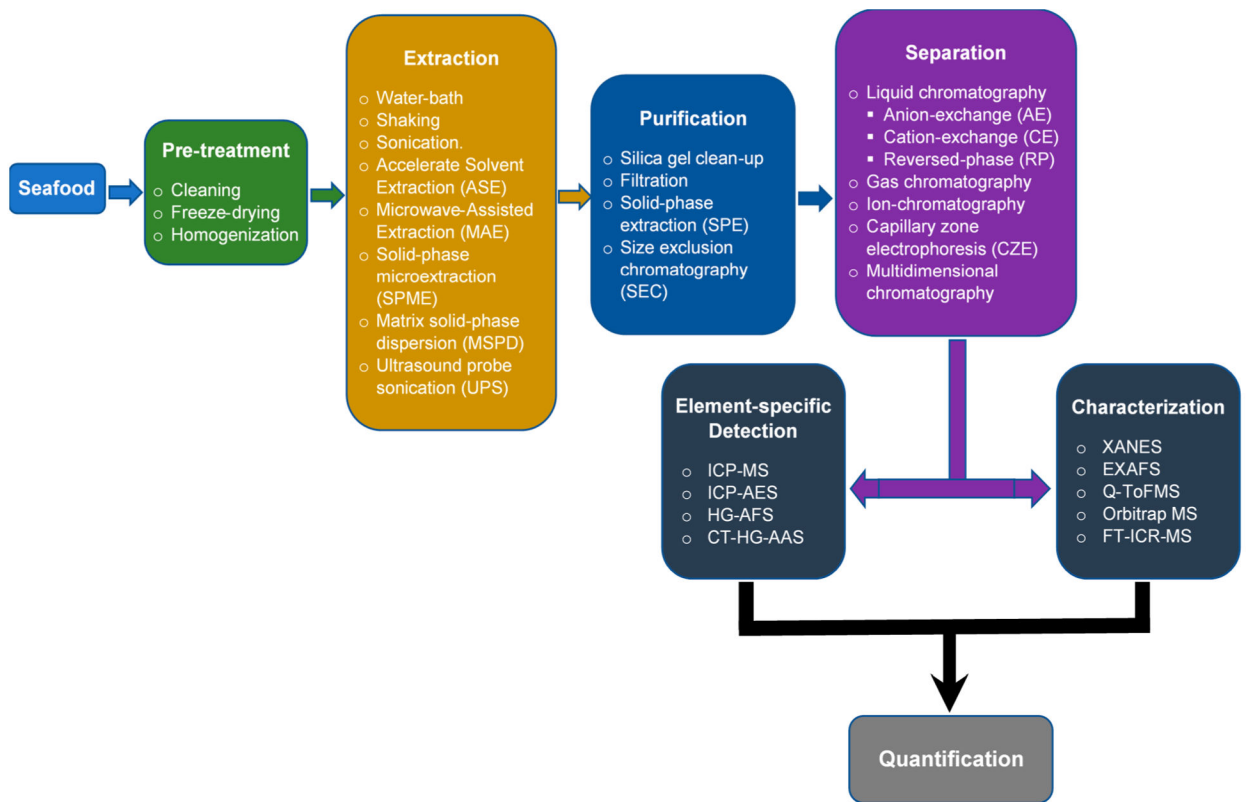 Seafood
Pre-treatment
○ Cleaning
○ Freeze-drying
○ Homogenization
Extraction
○ Water-bath
○ Shaking
○ Sonication.
○ Accelerate Solvent
Extraction (ASE)
○ Microwave-Assisted
Extraction (MAE)
○ Solid-phase
microextraction
(SPME)
○ Matrix solid-phase
dispersion (MSPD)
○ Ultrasound probe
sonication (UPS)
Purification
○ Silica gel clean-up
○ Filtration
○ Solid-phase
extraction (SPE)
○ Size exclusion
chromatography
(SEC)
Separation
○ Liquid chromatography
▪ Anion-exchange (AE)
▪ Cation-exchange (CE)
▪ Reversed-phase (RP)
○ Gas chromatography
○ Ion-chromatography
○ Capillary zone
electrophoresis (CZE)
○ Multidimensional
chromatography
Element-specific
Detection
○ ICP-MS
○ ICP-AES
○ HG-AFS
○ CT-HG-AAS
Characterization
○ XANES
○ EXAFS
○ Q-ToFMS
○ Orbitrap MS
○ FT-ICR-MS
Quantification